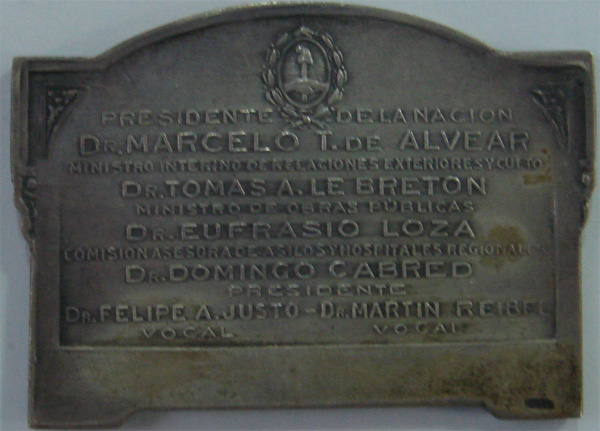 PRESIDENTE DE LA NACION
DR. MARCELO T. DE ALVEAR
MINISTRO INTERINO DE RELACIONES EXTERIORES Y CULTO
DR. TOMAS A. LE BRETON
MINISTRO DE OBRAS PÚBLICAS
DR. EUFRASIO LOZA
COMISION ASESORA DE ASILOS Y HOSPITALES REGIONALES
DR. DOMINGO CABRED
PRESIDENTE
DR. FELIPE. A. JUSTO - DR. MARTIN REIBEL
VOCAL VOCAL